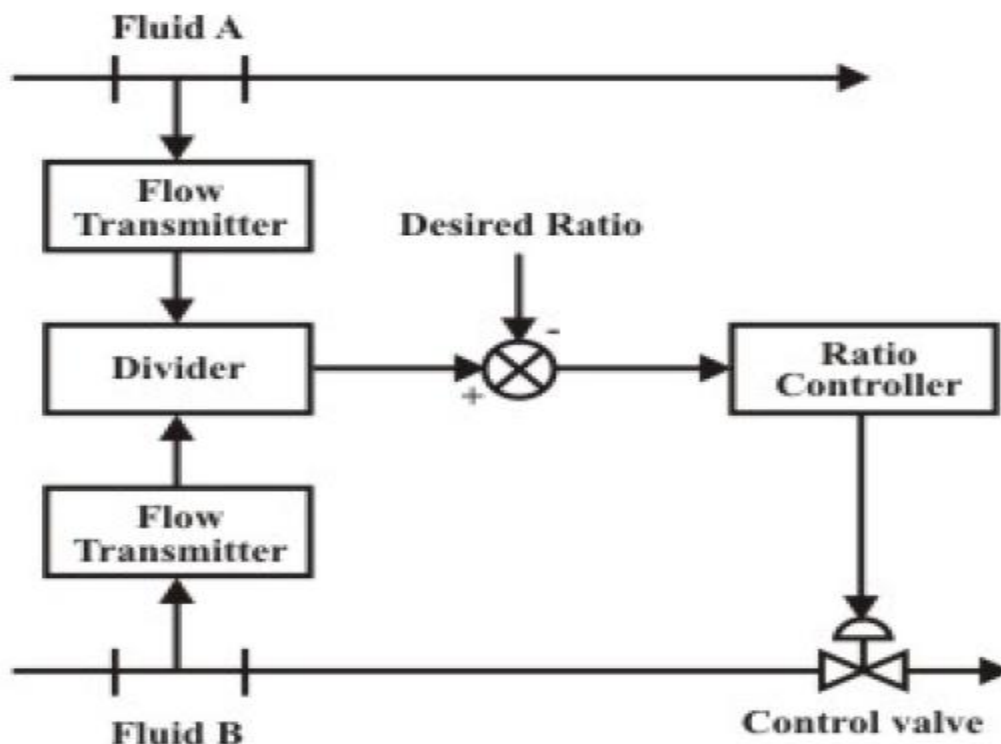 Fluid A
Flow
Transmitter
Desired Ratio
-
Divider
+
Ratio
Controller
Flow
Transmitter
Fluid B
Control valve